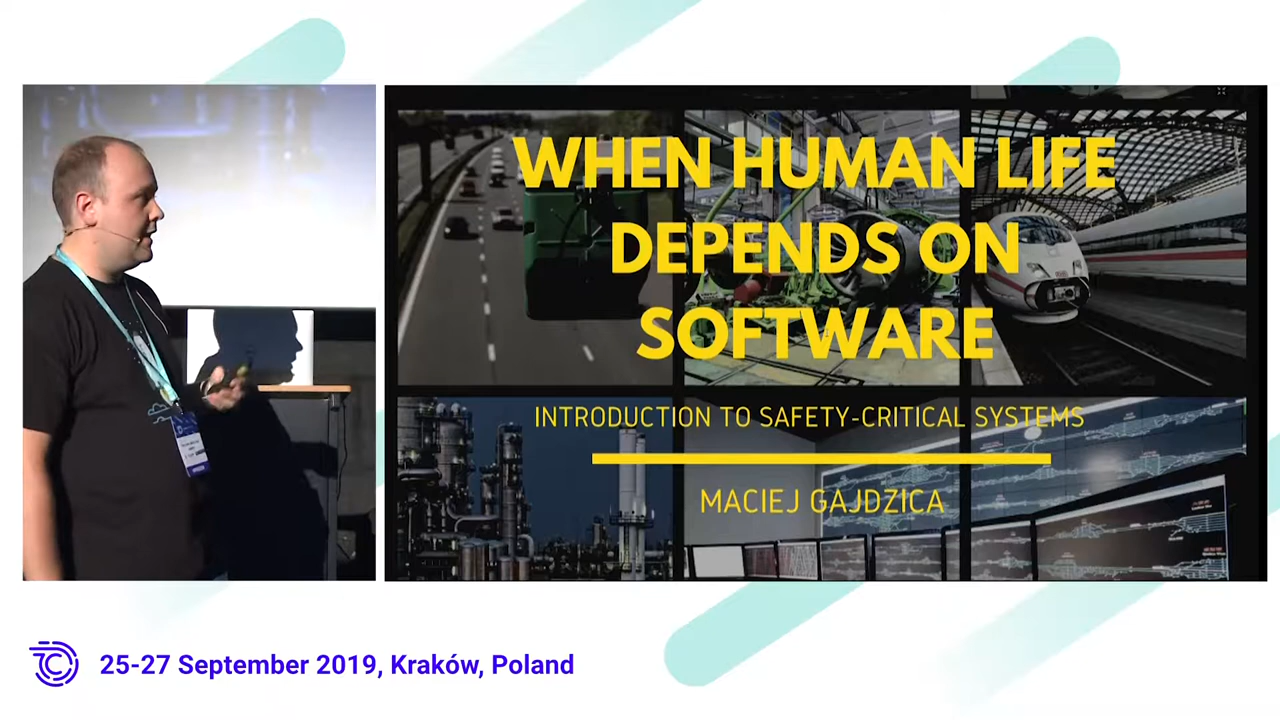 WHEN HUMAN LIFE
DEPENDS ON
SOFTWARE
INTRODUCTION TO SAFETY-CRITICAL SYSTEMS
MACIEJ GAJDZICA
25-27 September 2019, Kraków, Poland